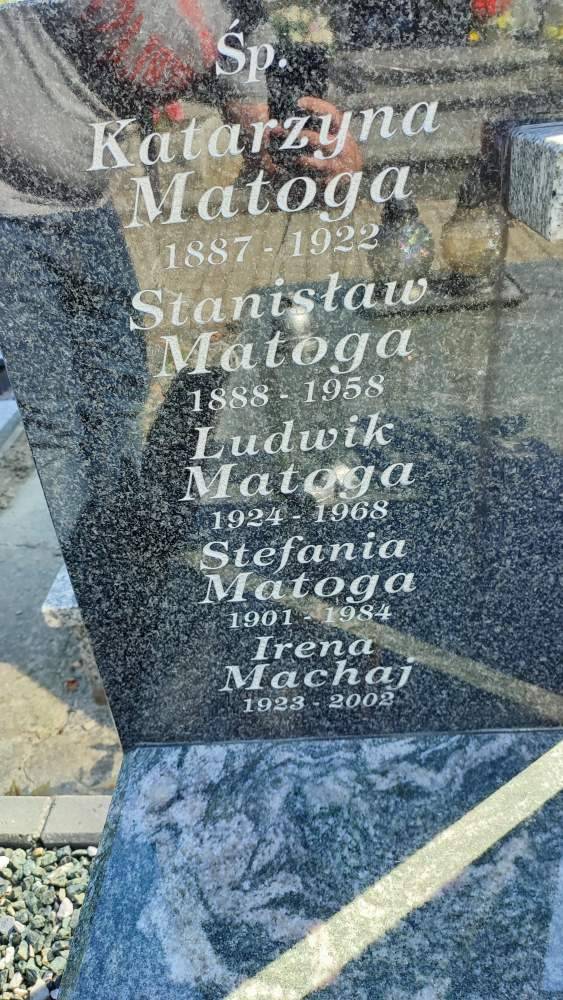 Śp.
Katarzyna
Matoga
1887 - 1922
Stanisław
Matoga
1888 - 1958
Ludwik
Matoga
1924 - 1968
Stefania
Matoga
1901 - 1984
Irena
Machaj
1923 - 2002